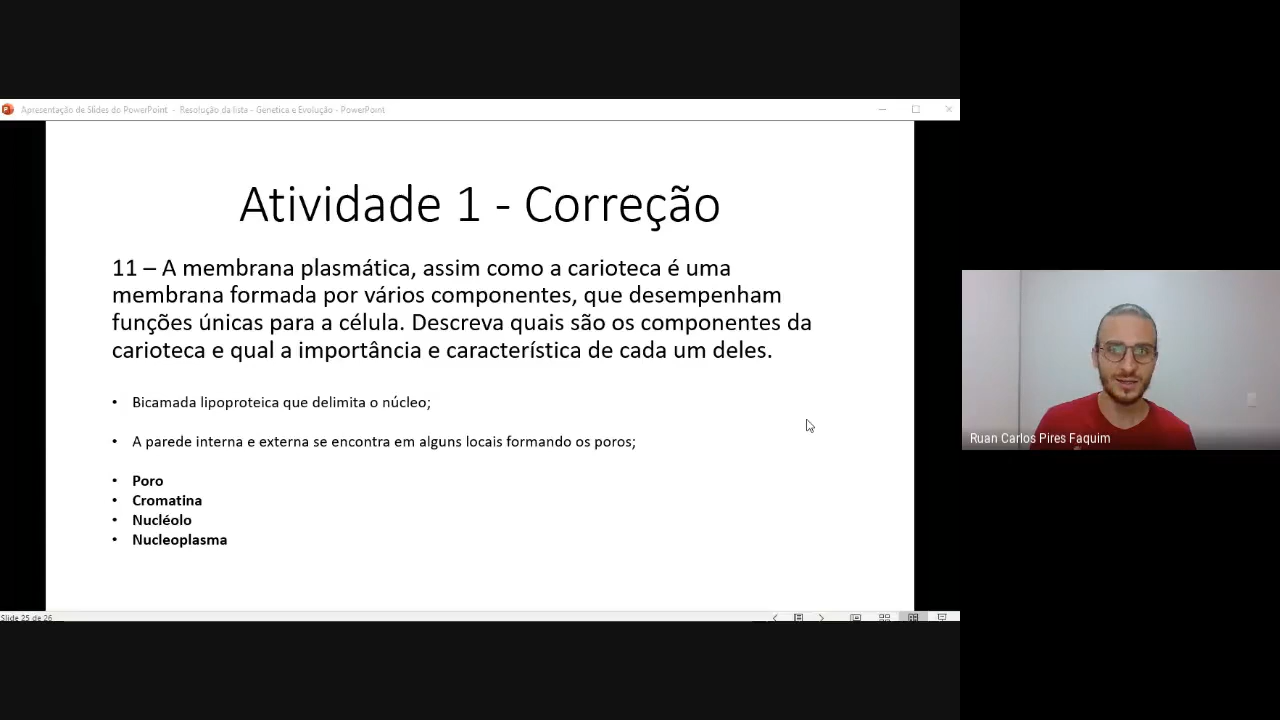 Apresentação de Slides do PowerPoint - Resolução da lista - Genetica e Evolução - PowerPoint
Atividade 1 - Correção
11 – A membrana plasmática, assim como a carioteca é uma
membrana formada por vários componentes, que desempenham
funções únicas para a célula. Descreva quais são os componentes da
carioteca e qual a importância e característica de cada um deles.
• Bicamada lipoproteica que delimita o núcleo;
• A parede interna e externa se encontra em alguns locais formando os poros;
• Poro
• Cromatina
• Nucléolo
• Nucleoplasma
Ruan Carlos Pires Faquim
Slide 25 de 26